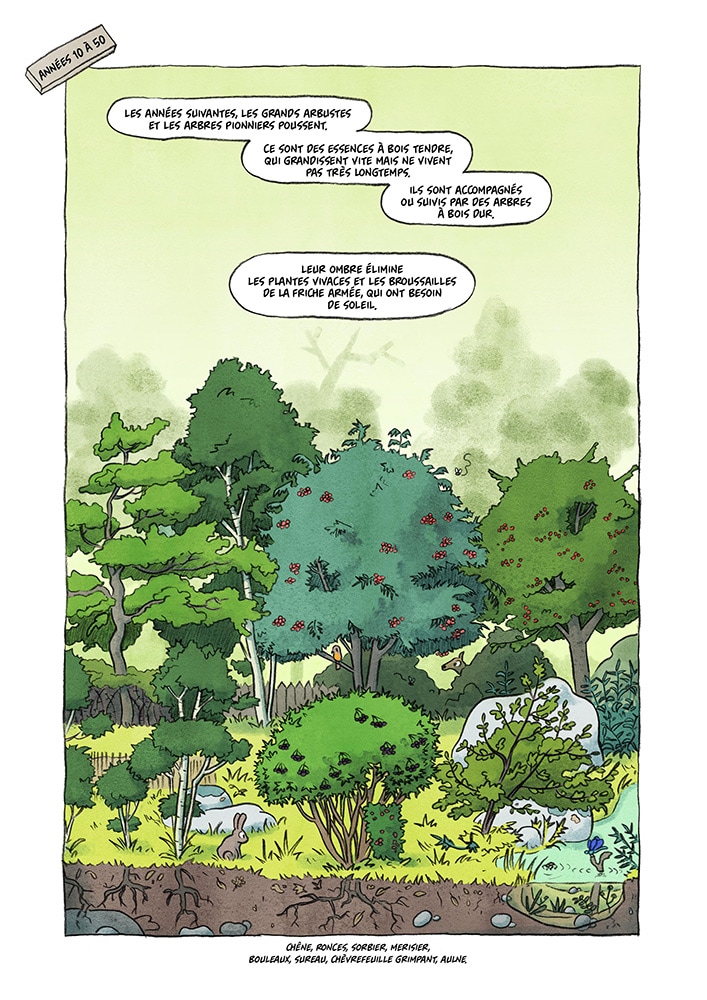 ANNÉES 10 À 50
LES ANNÉES SUIVANTES, LES GRANDS ARBUSTES
ET LES ARBRES PIONNIERS POUSSENT.
CE SONT DES ESSENCES À BOIS TENDRE,
QUI GRANDISSENT VITE MAIS NE VIVENT
PAS TRÈS LONGTEMPS.
ILS SONT ACCOMPAGNÉS
OU SUIVIS PAR DES ARBRES
À BOIS DUR.
LEUR OMBRE ÉLIMINE
LES PLANTES VIVACES ET LES BROUSSAILLES
DE LA FRICHE ARMÉE, QUI ONT BESOIN
DE SOLEIL.
CHÊNE, RONCES, SORBIER, MERISIER,
BOULEAUX, SUREAU, CHÈVREFEUILLE GRIMPANT, AULNE.